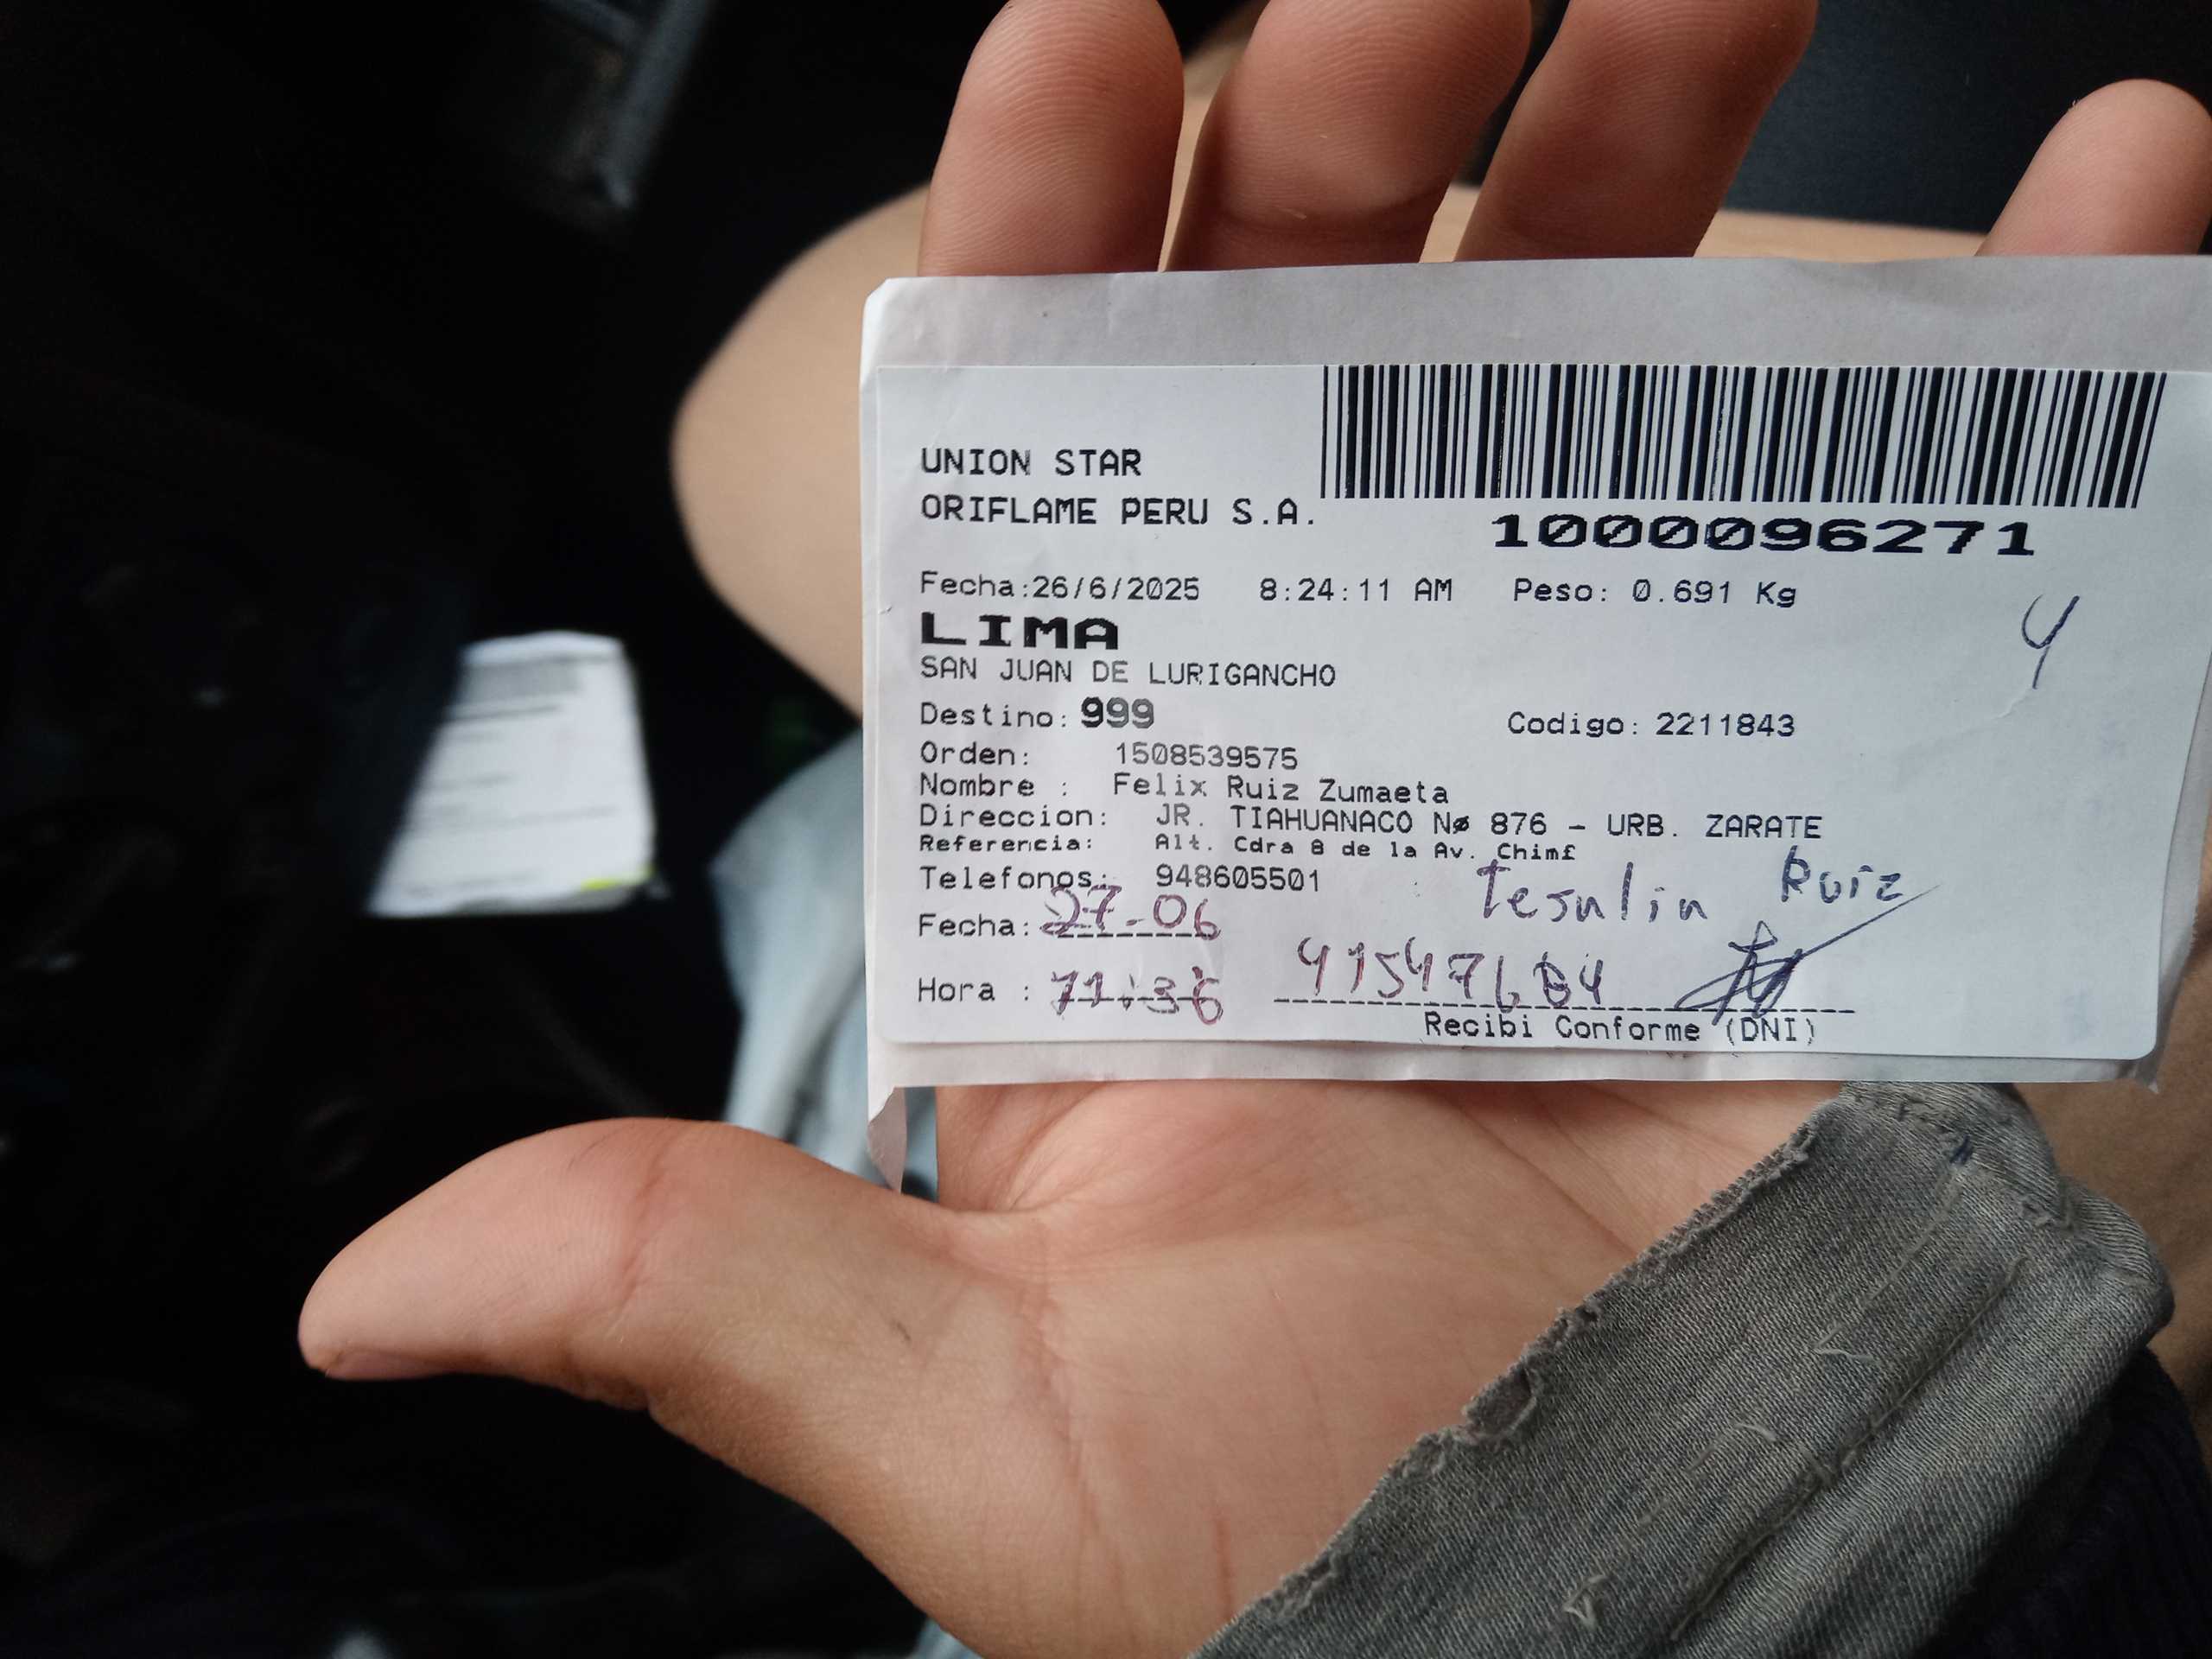 UNION STAR
ORIFLAME PERU S.A.
1000096271
Fecha:26/6/2025 8:24:11 AM Peso: 0.691 Kg
LIMA
4
SAN JUAN DE LURIGANCHO
Destino: 999 Codigo: 2211843
Orden: 1508539575
Nombre : Felix Ruiz Zumaeta
Direccion: JR. TIAHUANACO Nø 876 - URB. ZARATE
Referencia: Alt. Cdra 8 de la Av. Chim£
Telefonos: 948605501 Ruiz
Fecha: 27-06
Hora : 11:36
Recibi Conforme (DNI)